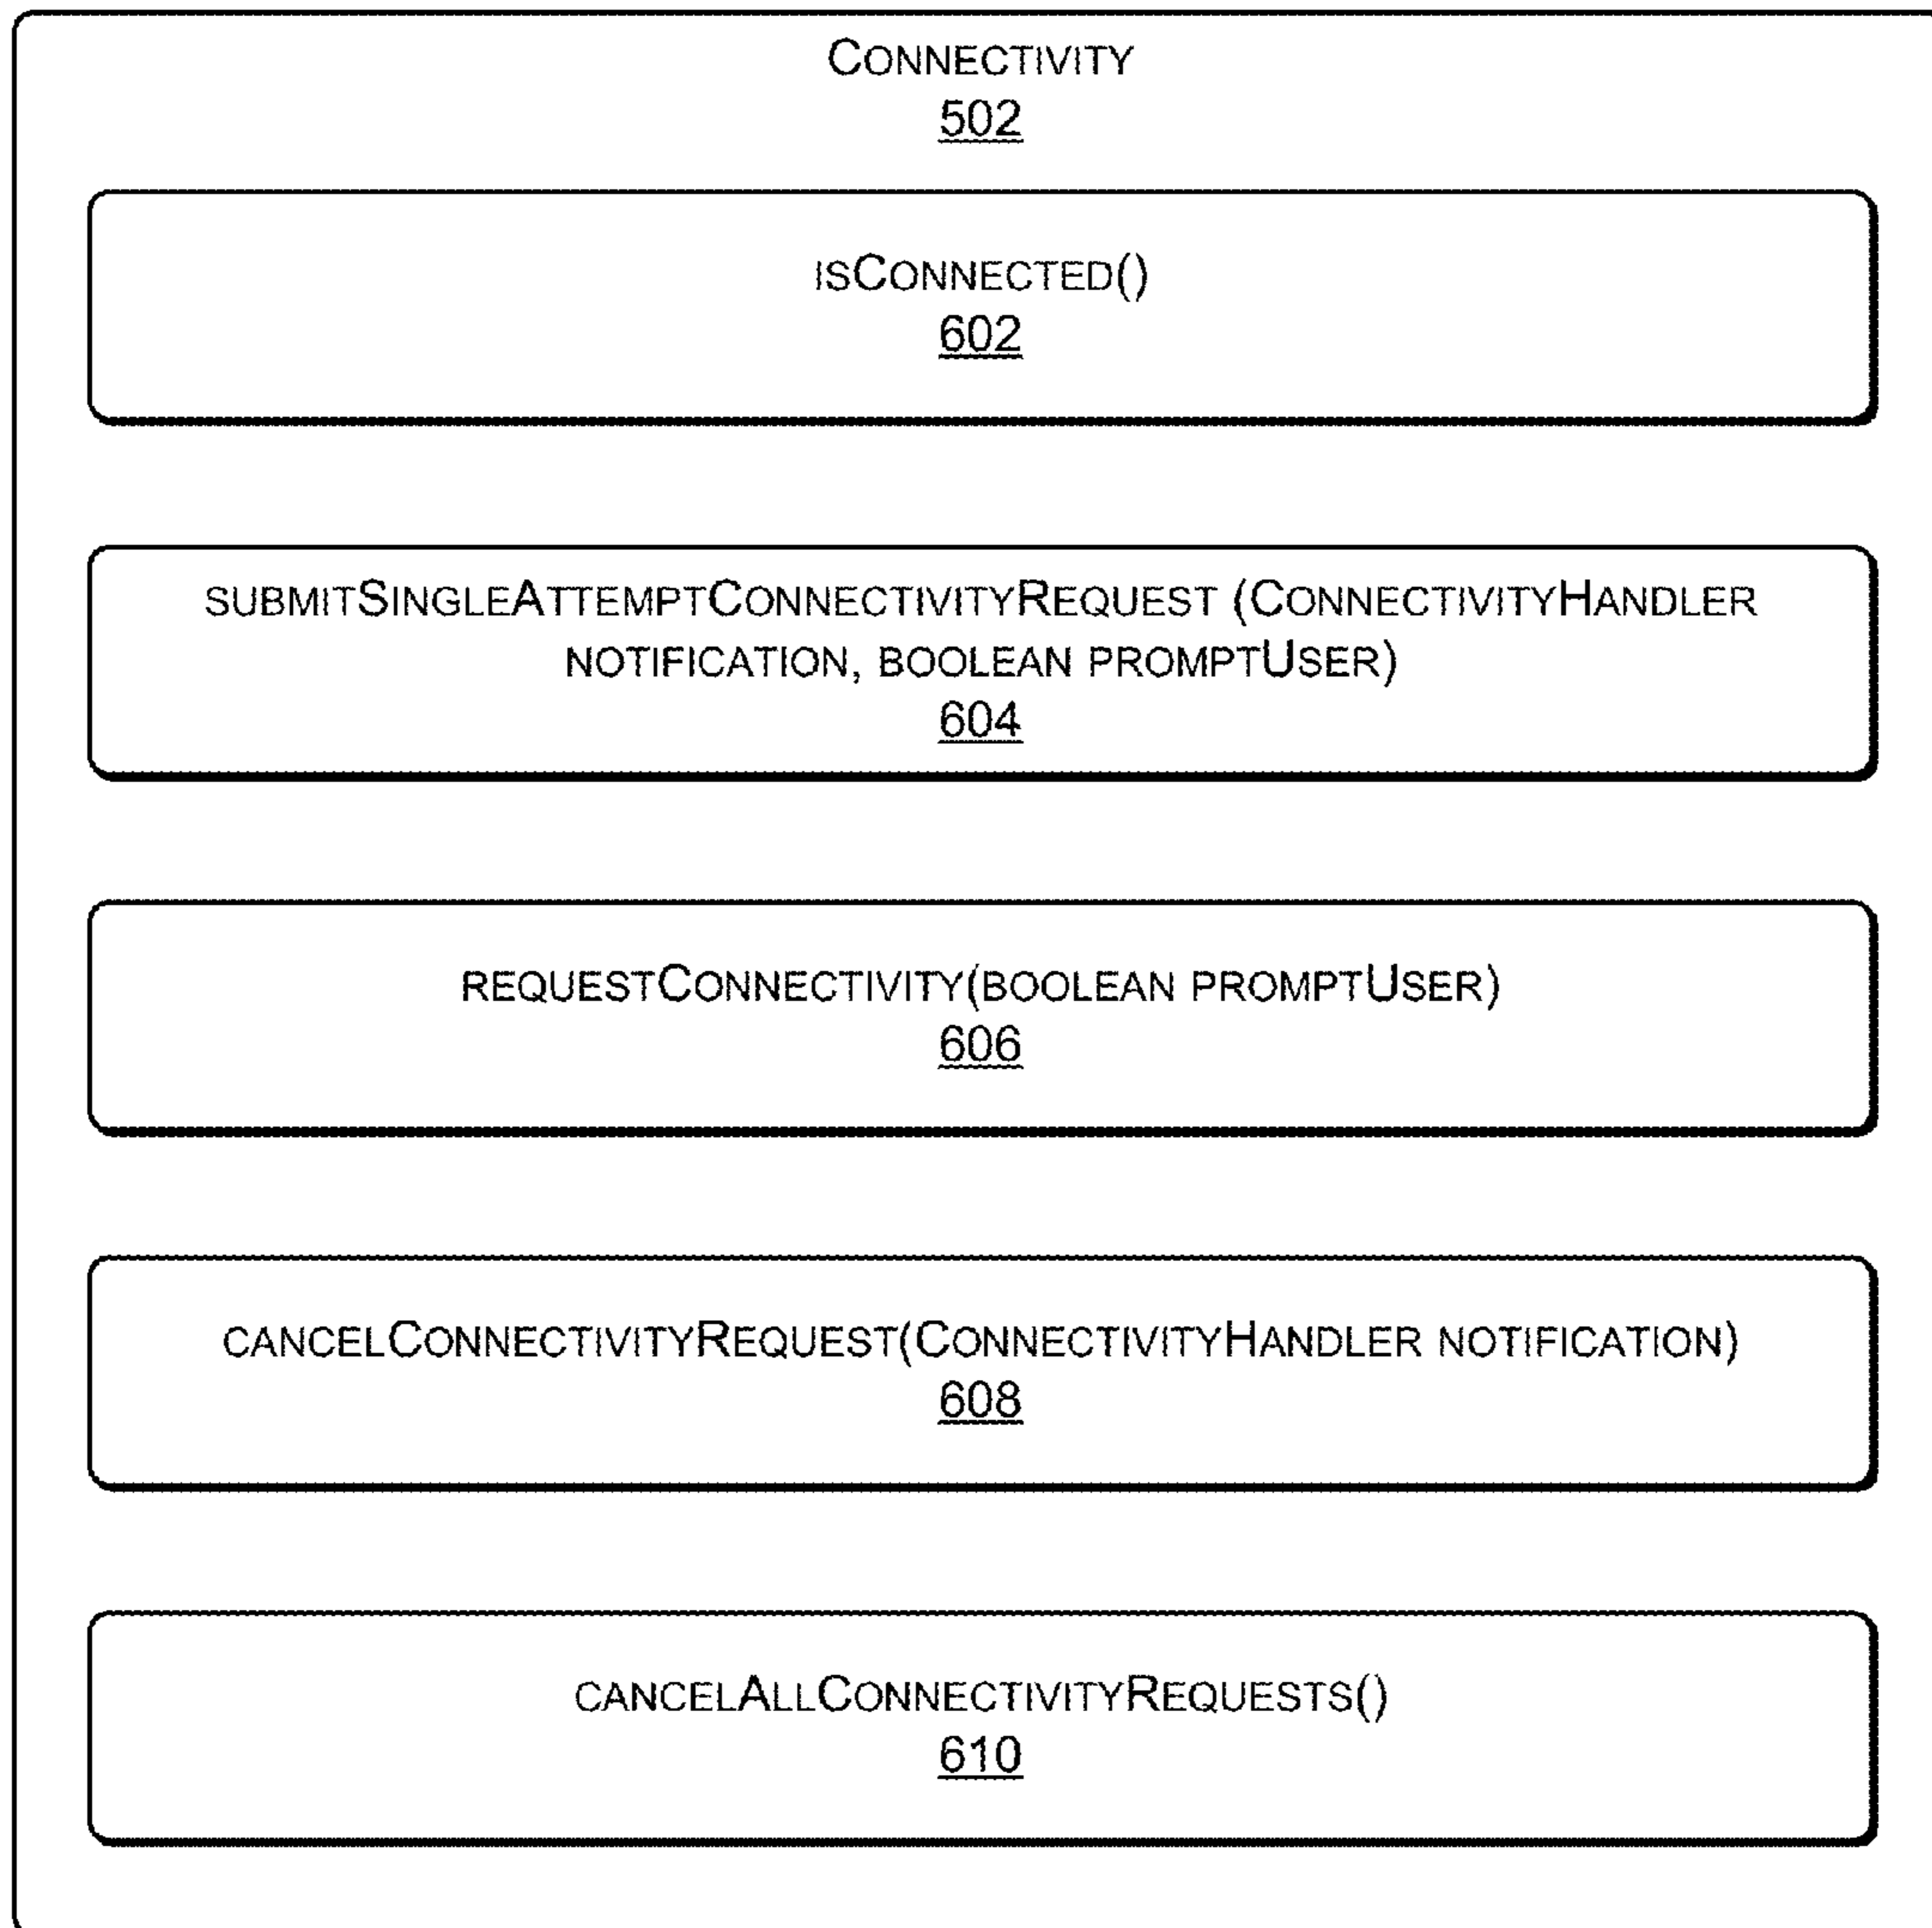 CONNECTIVITY
502
ISCONNECTED()
602
SUBMITSINGLEATTEMPTCONNECTIVITYREQUEST (CONNECTIVITYHANDLER
NOTIFICATION, BOOLEAN PROMPTUSER)
604
REQUESTCONNECTIVITY(BOOLEAN PROMPTUSER)
606
CANCELCONNECTIVITYREQUEST(CONNECTIVITYHANDLER NOTIFICATION)
608
CANCELALLCONNECTIVITYREQUESTS()
610